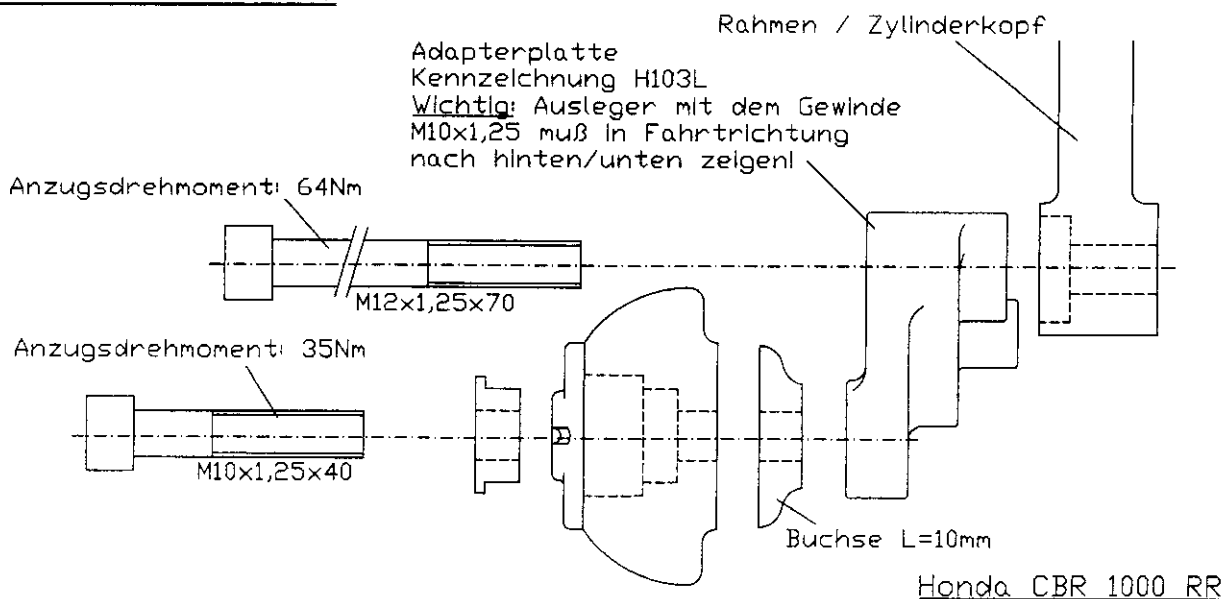 Rahmen / Zylinderkopf
Adapterplatte
Kennzeichnung H103L
Wichtig: Ausleger mit dem Gewinde
M10x1,25 muß in Fahrtrichtung
nach hinten/unten zeigen!
Anzugsdrehmoment: 64Nm
M12x1,25x70
Anzugsdrehmoment: 35Nm
M10x1,25x40
Buchse L=10mm
Honda CBR 1000 RR